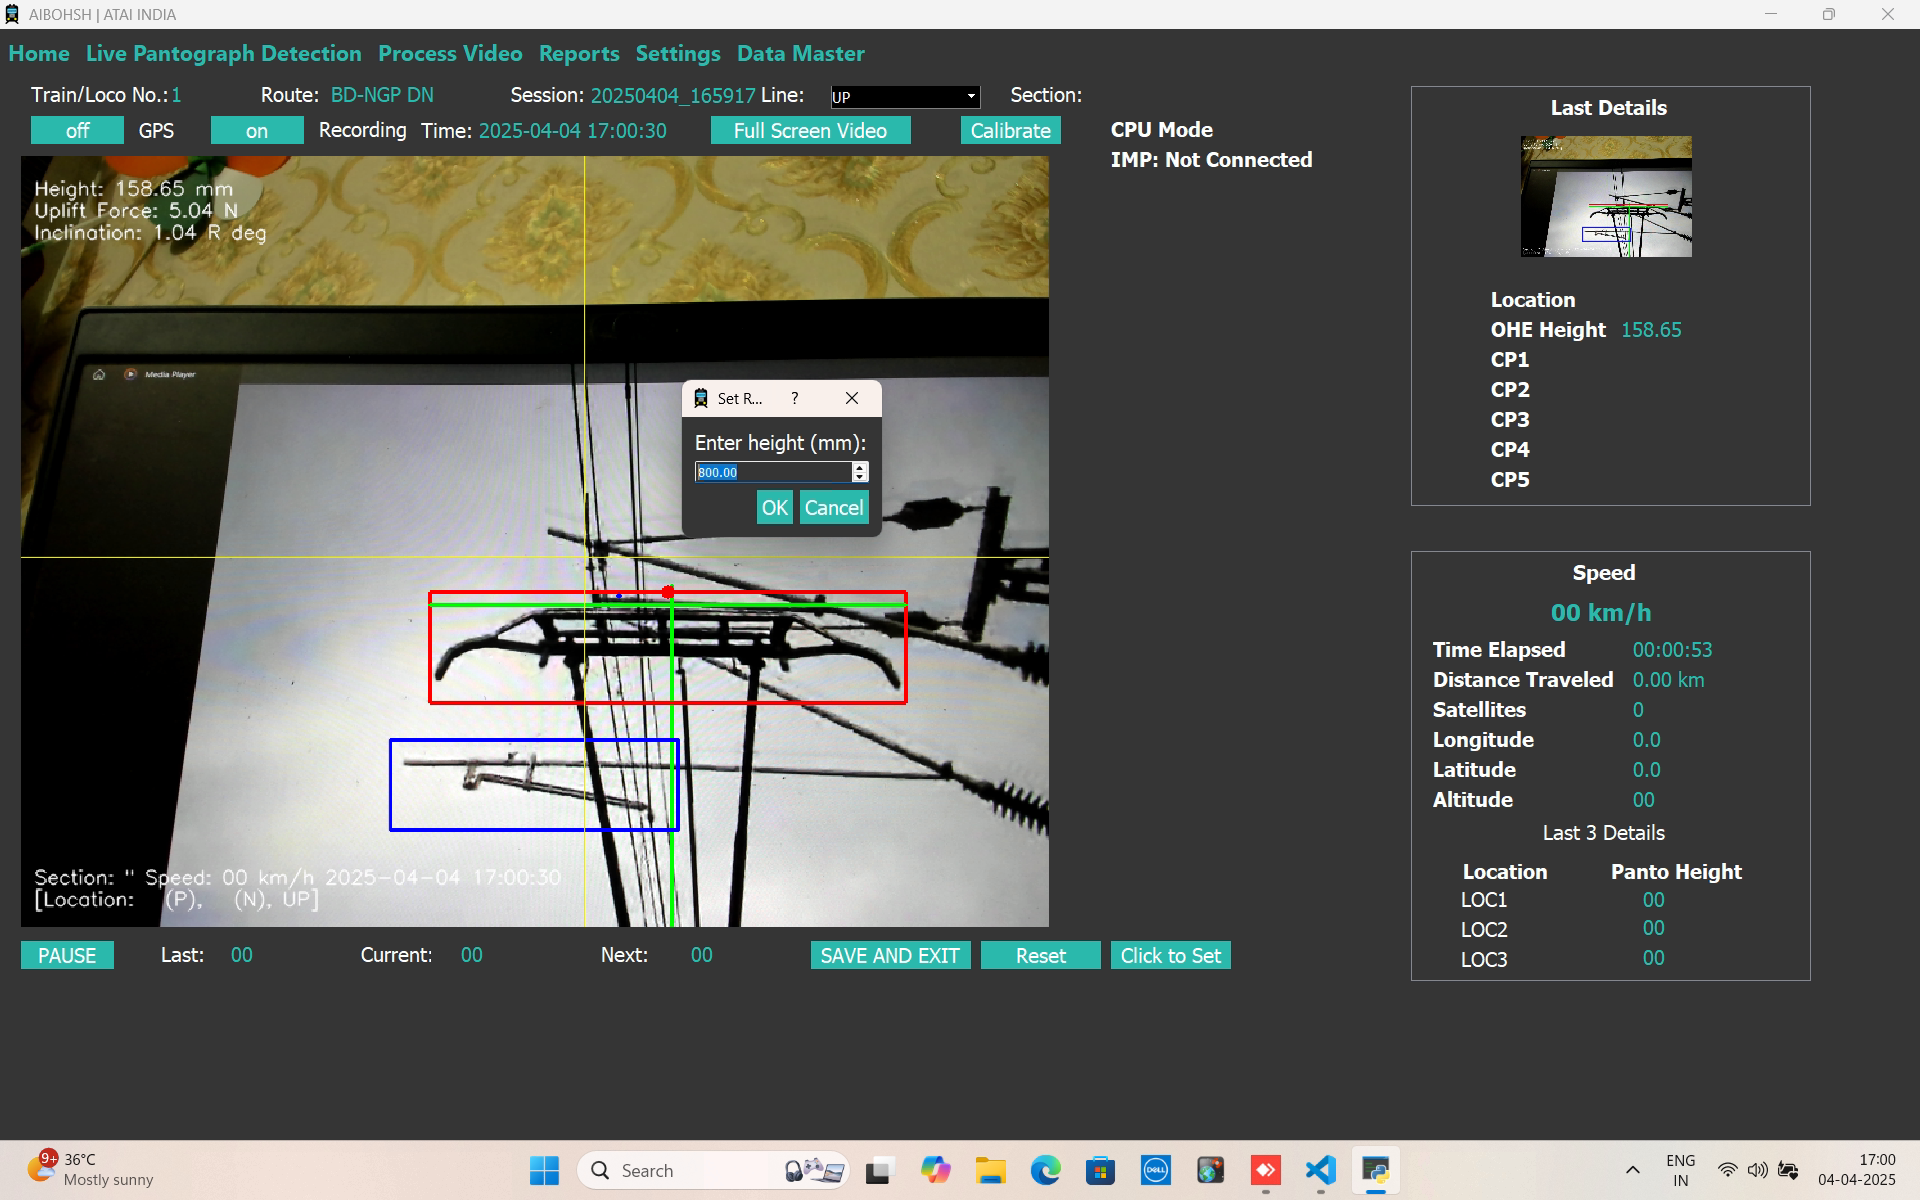 AIBOHSH | ATAI INDIA
Home Live Pantograph Detection Process Video Reports Settings Data Master
Train/Loco No.: 1 Route: BD-NGP DN Session: 20250404_165917 Line: UP Section:
off GPS on Recording Time: 2025-04-04 17:00:30 Full Screen Video Calibrate
CPU Mode
IMP: Not Connected
Height: 158.65 mm
Uplift Force: 5.04 N
Inclination: 1.04 R deg
Media Player
Set R... ?
Enter height (mm):
800.00
OK Cancel
Section: " Speed: 00 km/h 2025-04-04 17:00:30
[Location: (P), (N), UP]
PAUSE Last: 00 Current: 00 Next: 00 SAVE AND EXIT Reset Click to Set
Last Details
Location
OHE Height 158.65
CP1
CP2
CP3
CP4
CP5
Speed
00 km/h
Time Elapsed 00:00:53
Distance Traveled 0.00 km
Satellites 0
Longitude 0.0
Latitude 0.0
Altitude 00
Last 3 Details
Location Panto Height
LOC1 00
LOC2 00
LOC3 00
9+ 36°C
Mostly sunny
Search
DELL
ENG
IN
17:00
04-04-2025